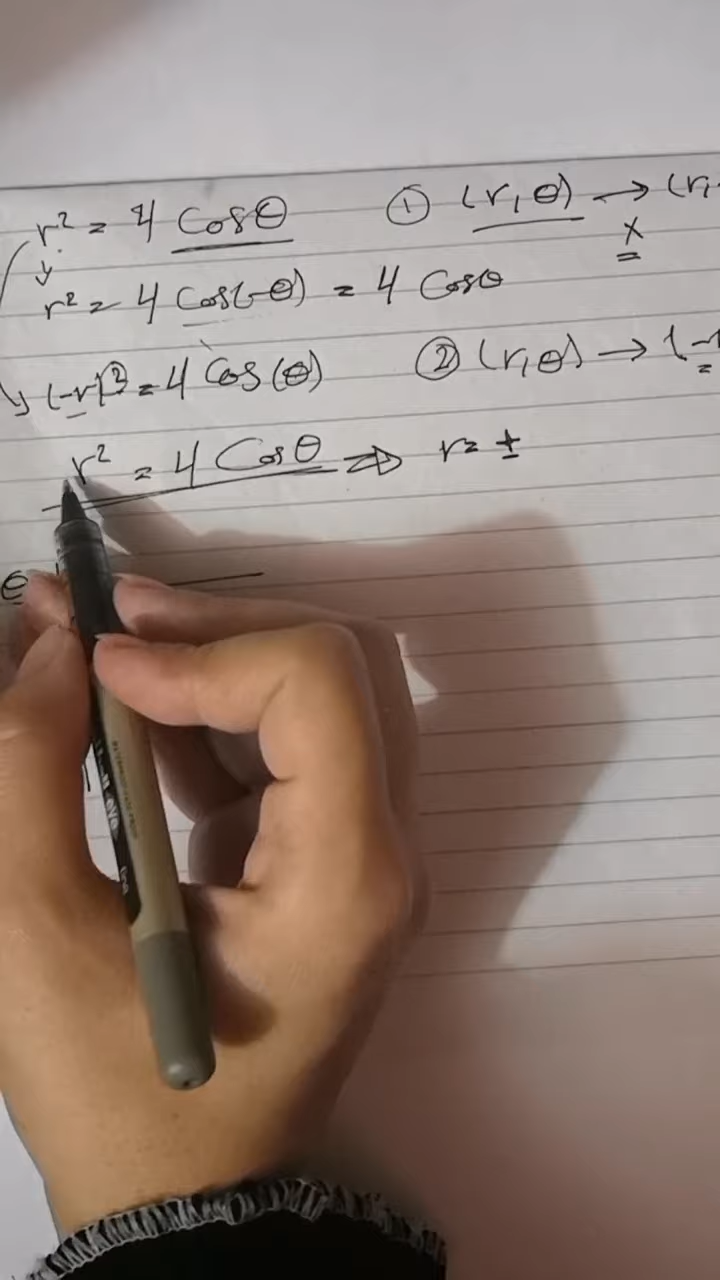 r² = 4 Cosθ ① (r, θ) → (r,
x
r² = 4 Cos(-θ) = 4 Cosθ
(-r)² = 4 Cos(θ) ② (r, θ) → (-r
r² = 4 Cosθ ⇒ r = ±